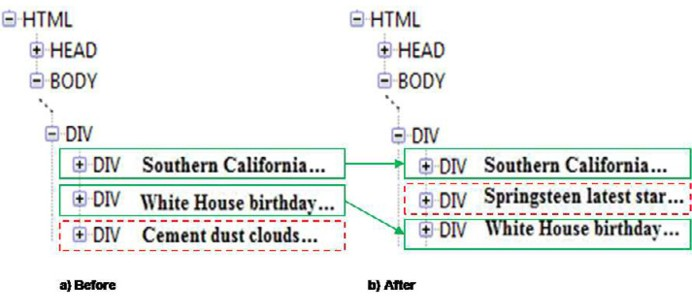 HTML
HEAD
BODY
DIV
DIV Southern California...
DIV White House birthday...
DIV Cement dust clouds...
a) Before
HTML
HEAD
BODY
DIV
DIV Southern California...
DIV Springsteen latest star...
DIV White House birthday...
b) After